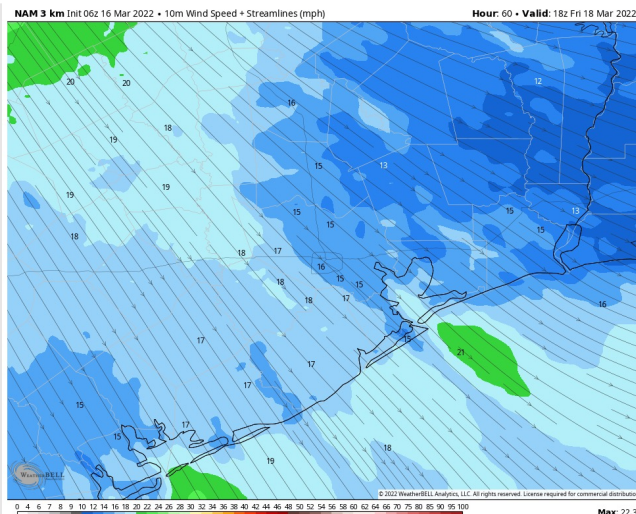 NAM 3 km Init 06z 16 Mar 2022 • 10m Wind Speed + Streamlines (mph) Hour: 60 • Valid: 18z Fri 18 Mar 2022
20 20 12
16
19 18
15 13
19 19
15 15 15 13
18 15
18 17
16 15 15
18 18 17 16
15
17 21
17
17
15
15 17 18
19
WEATHERBELL
© 2022 WeatherBELL Analytics, LLC. All rights reserved. License required for commercial distributio
0 2 4 6 8 9 10 12 14 16 18 20 22 24 26 28 30 32 34 36 38 40 42 44 46 48 50 52 54 56 58 60 62 64 66 70 75 80 85 90 95 100
Max: 22.